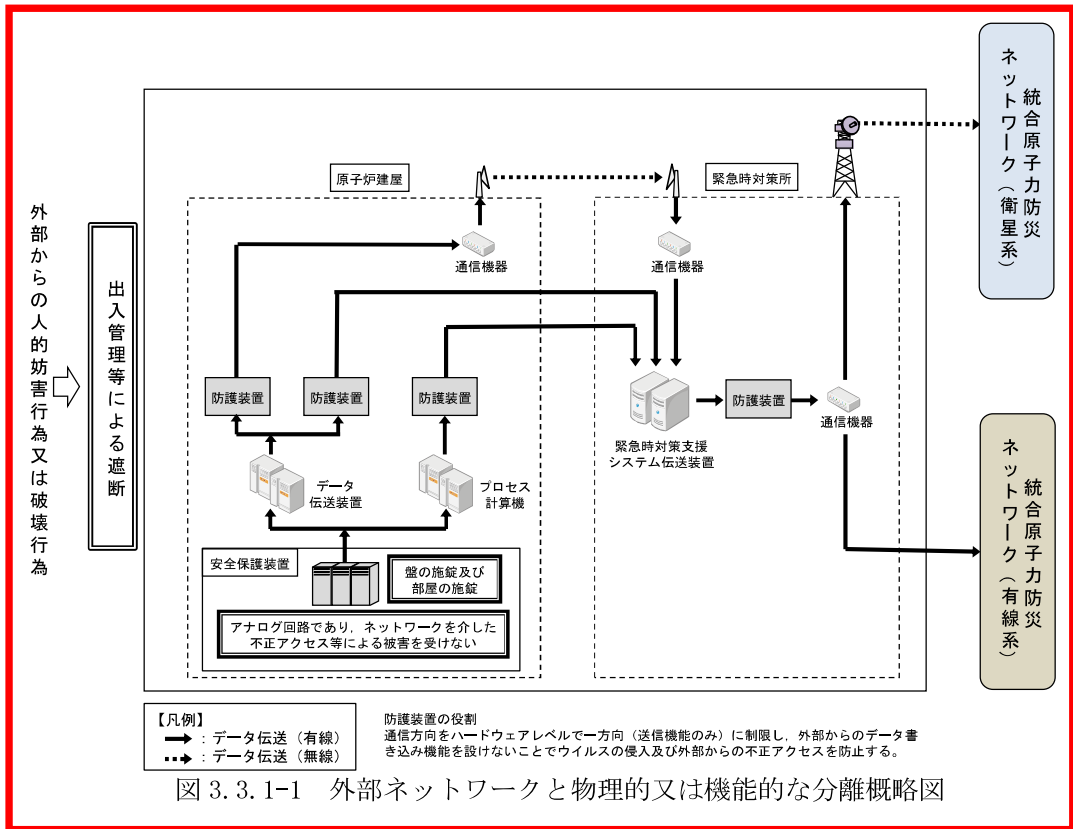 外部からの人的妨害行為又は破壊行為
出入管理等による遮断
原子炉建屋
緊急時対策所
通信機器
通信機器
防護装置
防護装置
防護装置
データ
伝送装置
プロセス
計算機
安全保護装置
盤の施錠及び
部屋の施錠
アナログ回路であり，ネットワークを介した
不正アクセス等による被害を受けない
緊急時対策支援
システム伝送装置
防護装置
通信機器
統合原子力防災
ネットワーク（衛星系）
統合原子力防災
ネットワーク（有線系）
【凡例】
：データ伝送（有線）
：データ伝送（無線）
防護装置の役割
通信方向をハードウェアレベルで一方向（送信機能のみ）に制限し，外部からのデータ書
き込み機能を設けないことでウイルスの侵入及び外部からの不正アクセスを防止する。
図 3.3.1-1　外部ネットワークと物理的又は機能的な分離概略図